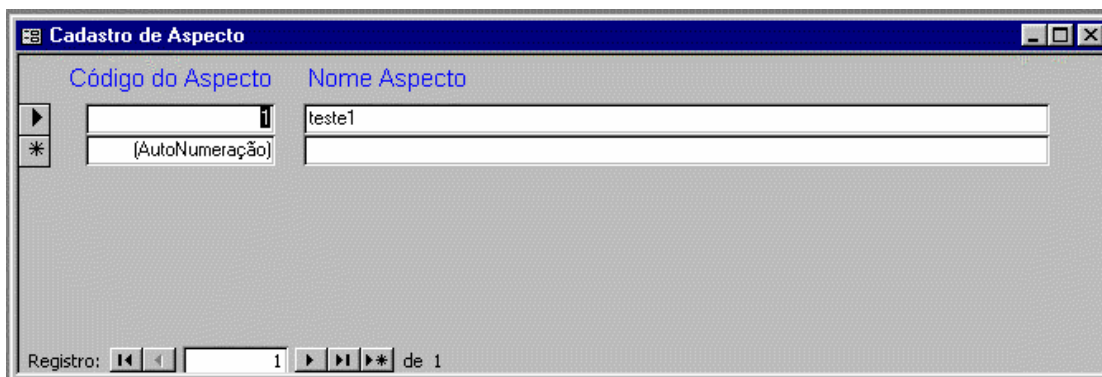 Cadastro de Aspecto
Código do Aspecto Nome Aspecto
1 teste1
(AutoNumeração)
Registro: 1 de 1